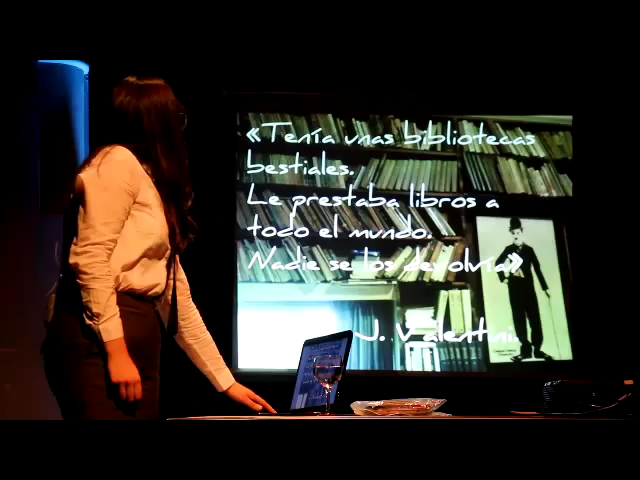 «Tenía unas bibliotecas
bestiales.
Le prestaba libros a
todo el mundo.
Nadie se los devolvía»
J. Valentini.